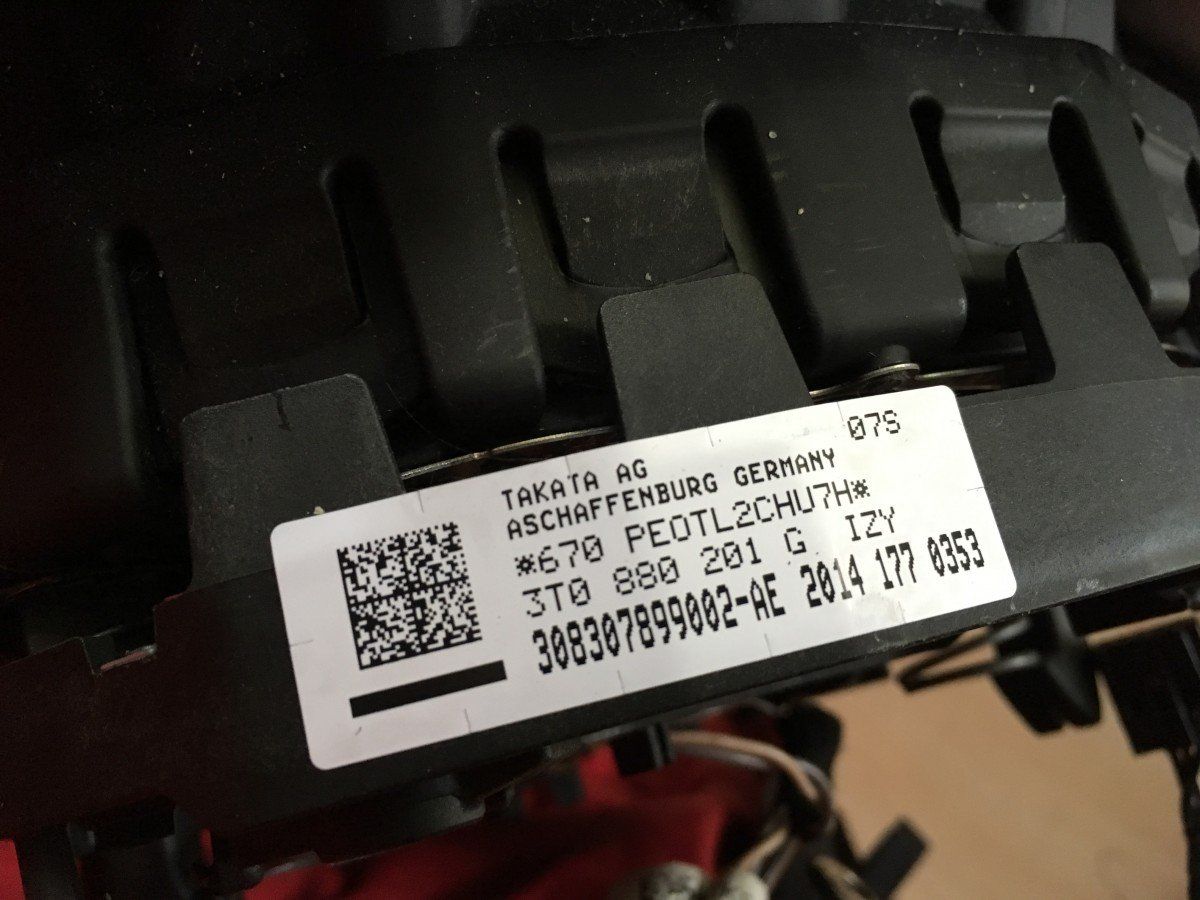 07S
TAKATA AG
ASCHAFFENBURG GERMANY
*670 PEOTL2CHU7H*
3T0 880 201 G IZY
308307899002-AE 2014 177 0353